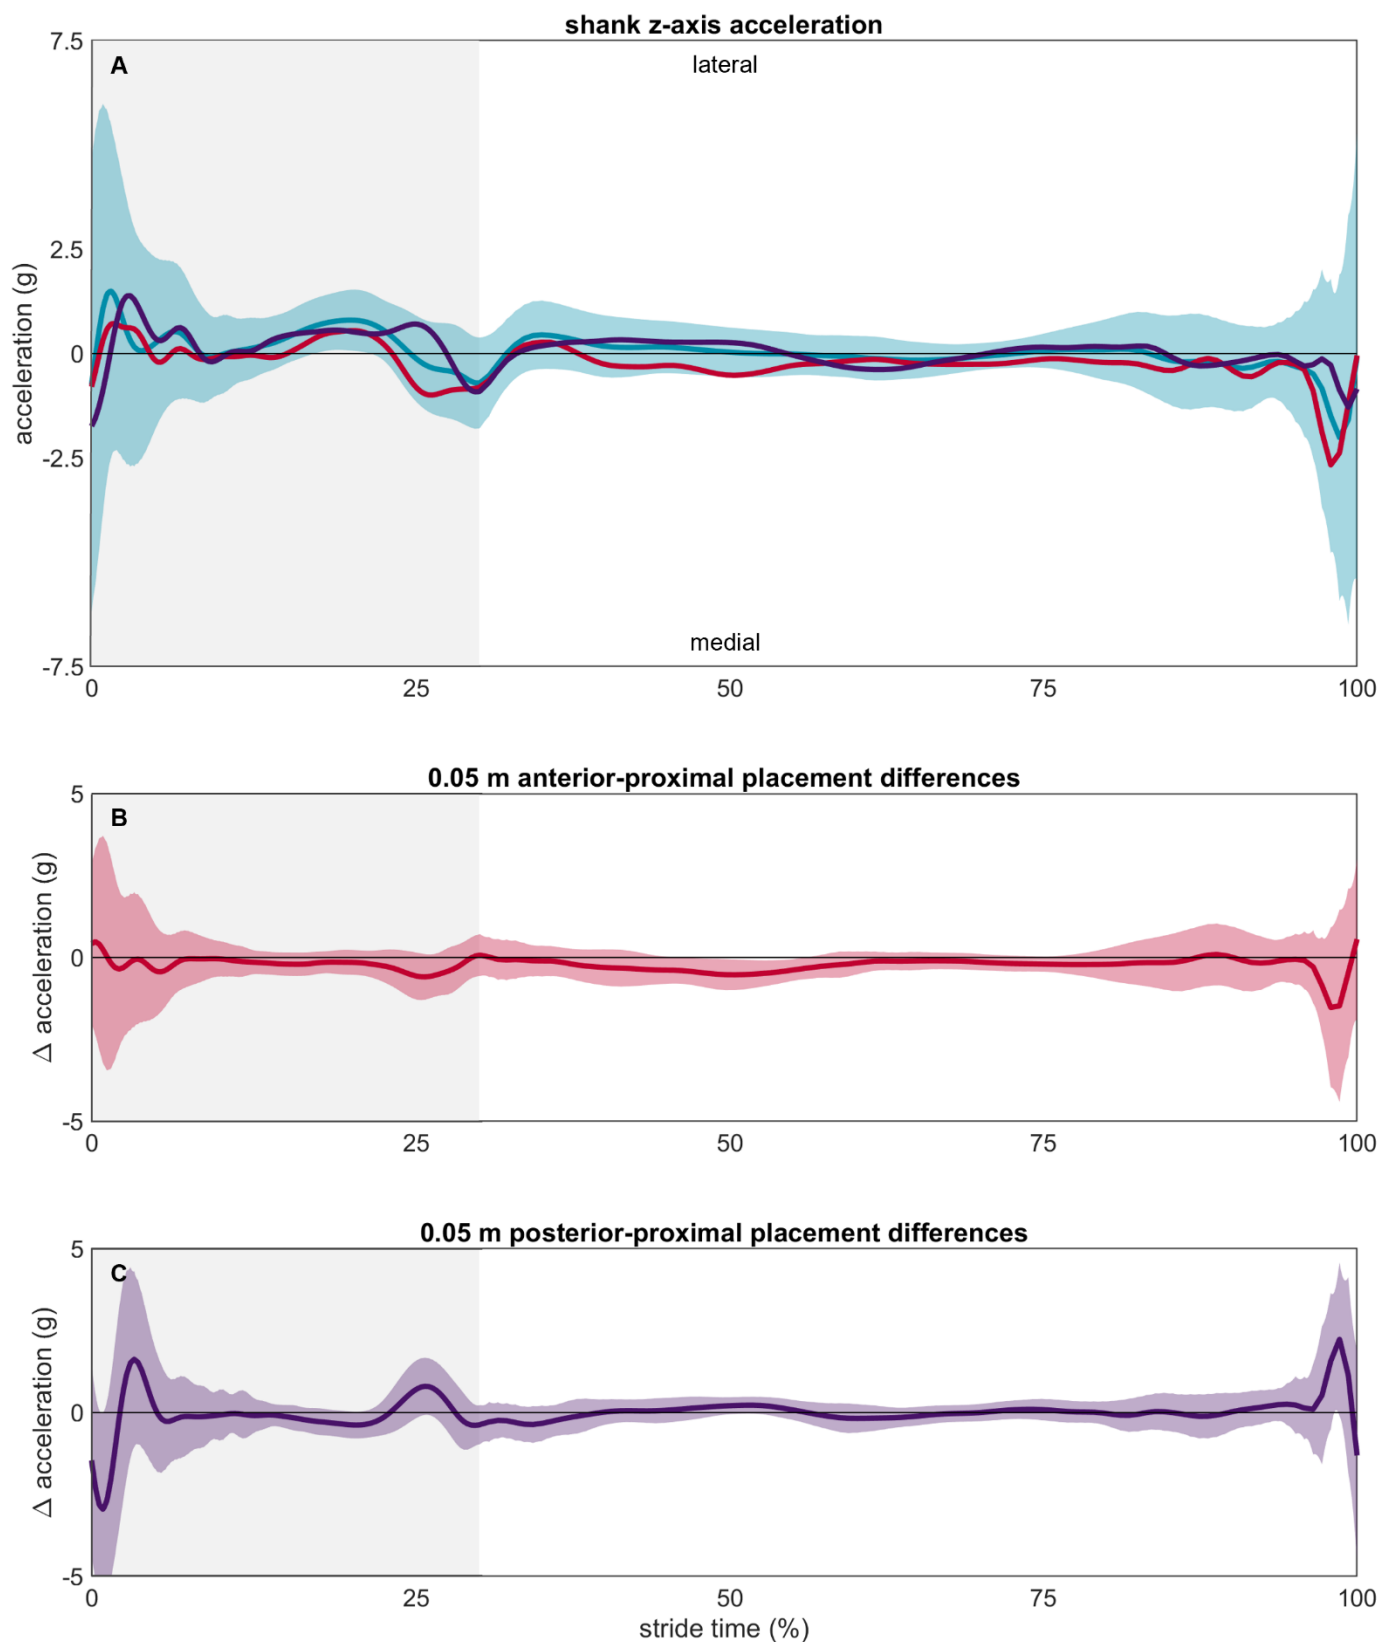 shank z-axis acceleration
7.5
A
lateral
2.5
0
-2.5
acceleration (g)
medial
-7.5
0 25 50 75 100
0.05 m anterior-proximal placement differences
5
B
0
Δ acceleration (g)
-5
0 25 50 75 100
0.05 m posterior-proximal placement differences
5
C
0
Δ acceleration (g)
-5
0 25 50 75 100
stride time (%)